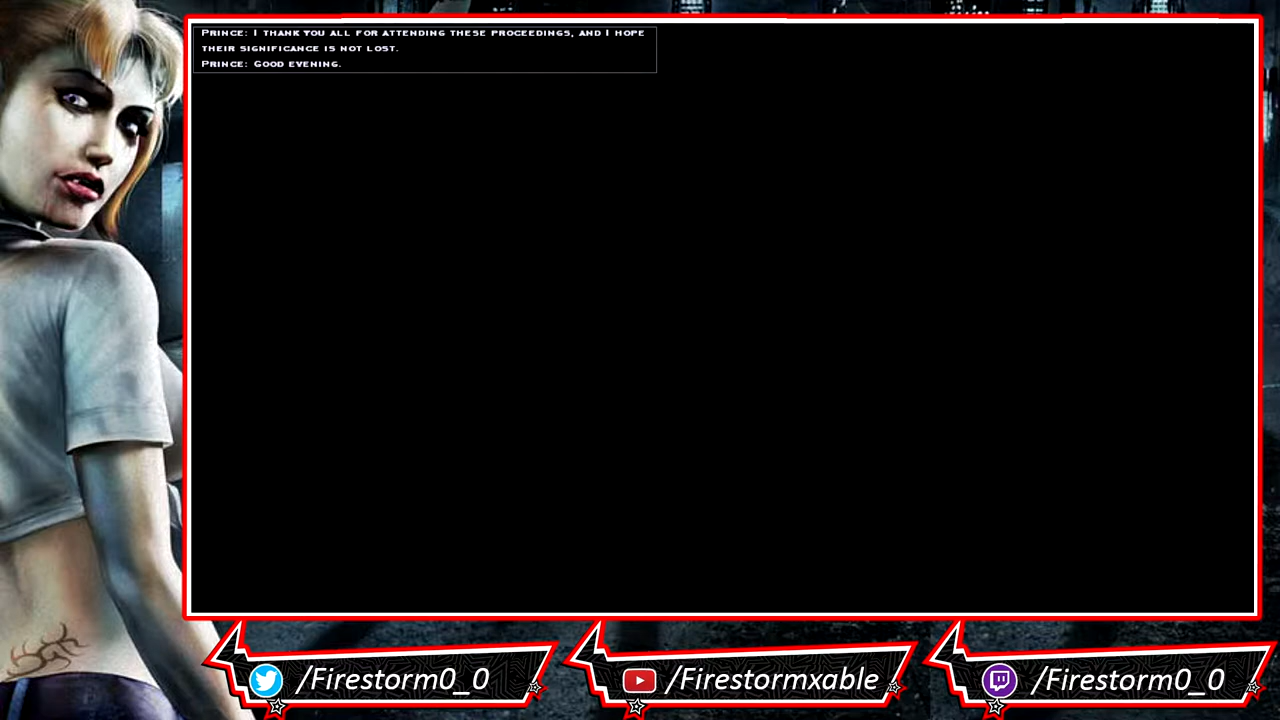 Prince: I thank you all for attending these proceedings, and I hope
their significance is not lost.
Prince: Good evening.
/Firestorm0_0
/Firestormxable
/Firestorm0_0